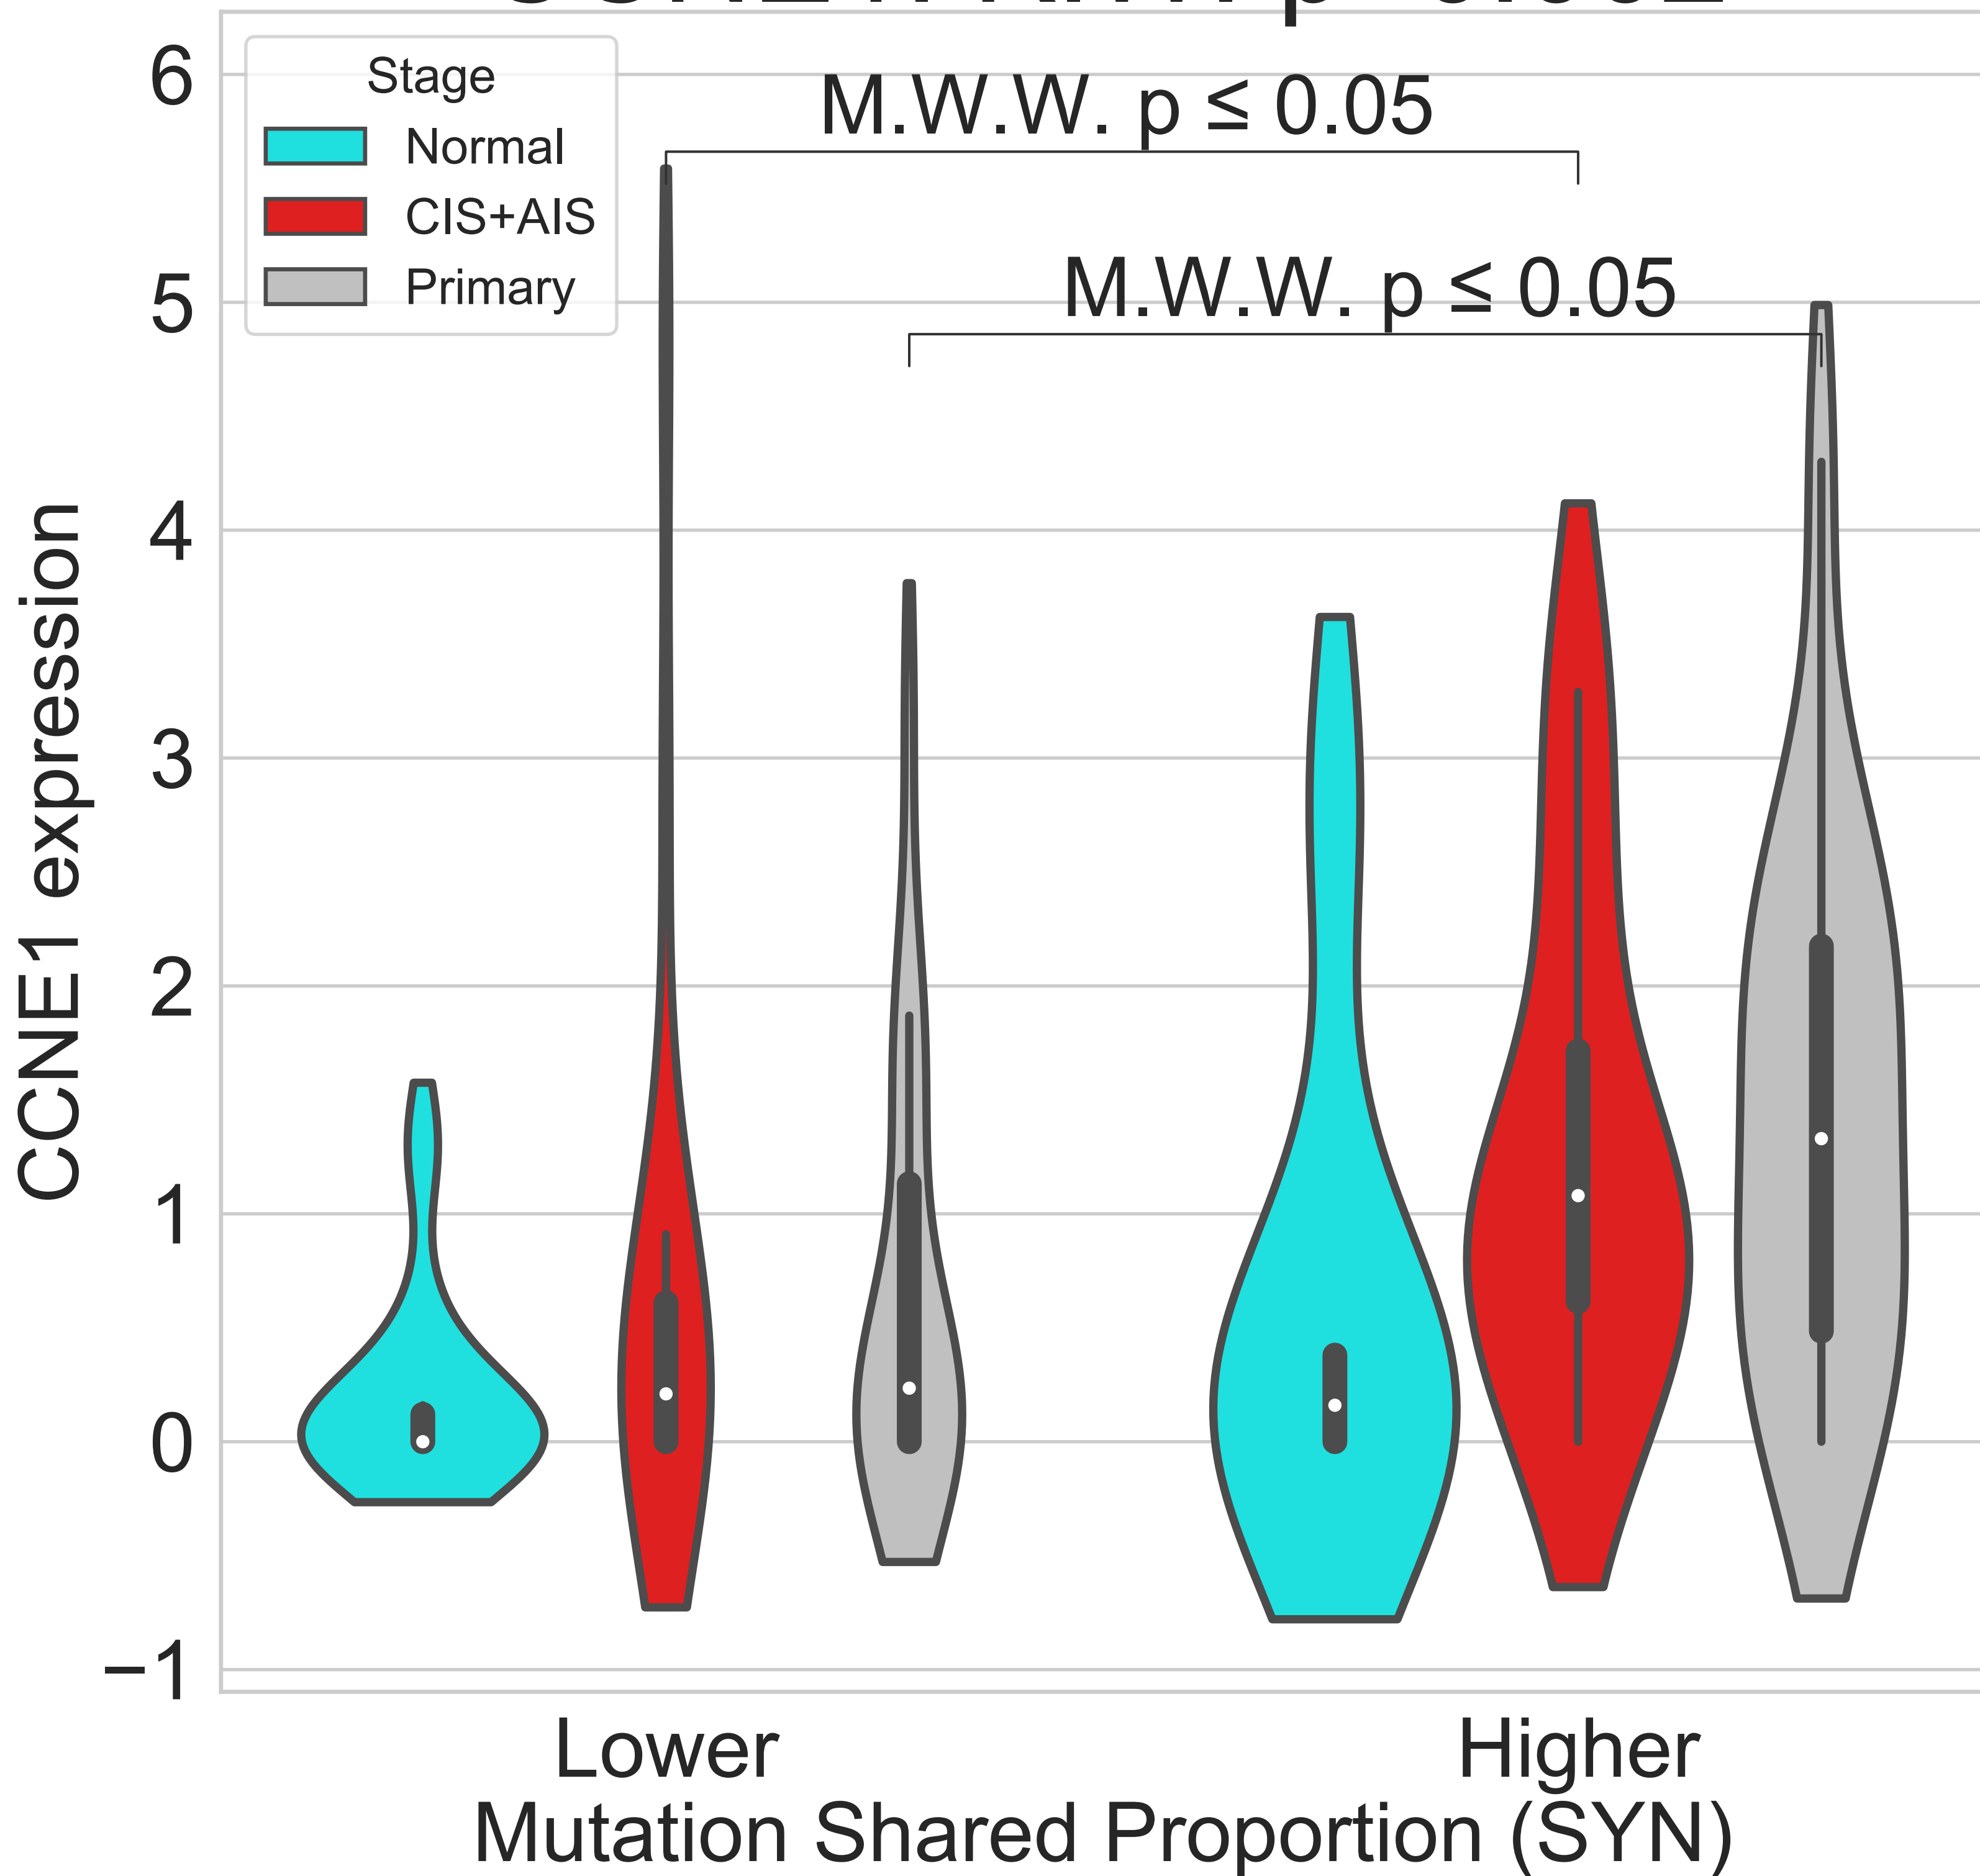 6
5
4
3
2
1
0
−1
CCNE1 expression
Stage
Normal
CIS+AIS
Primary
M.W.W. p ≤ 0.05
M.W.W. p ≤ 0.05
Lower
Higher
Mutation Shared Proportion (SYN)